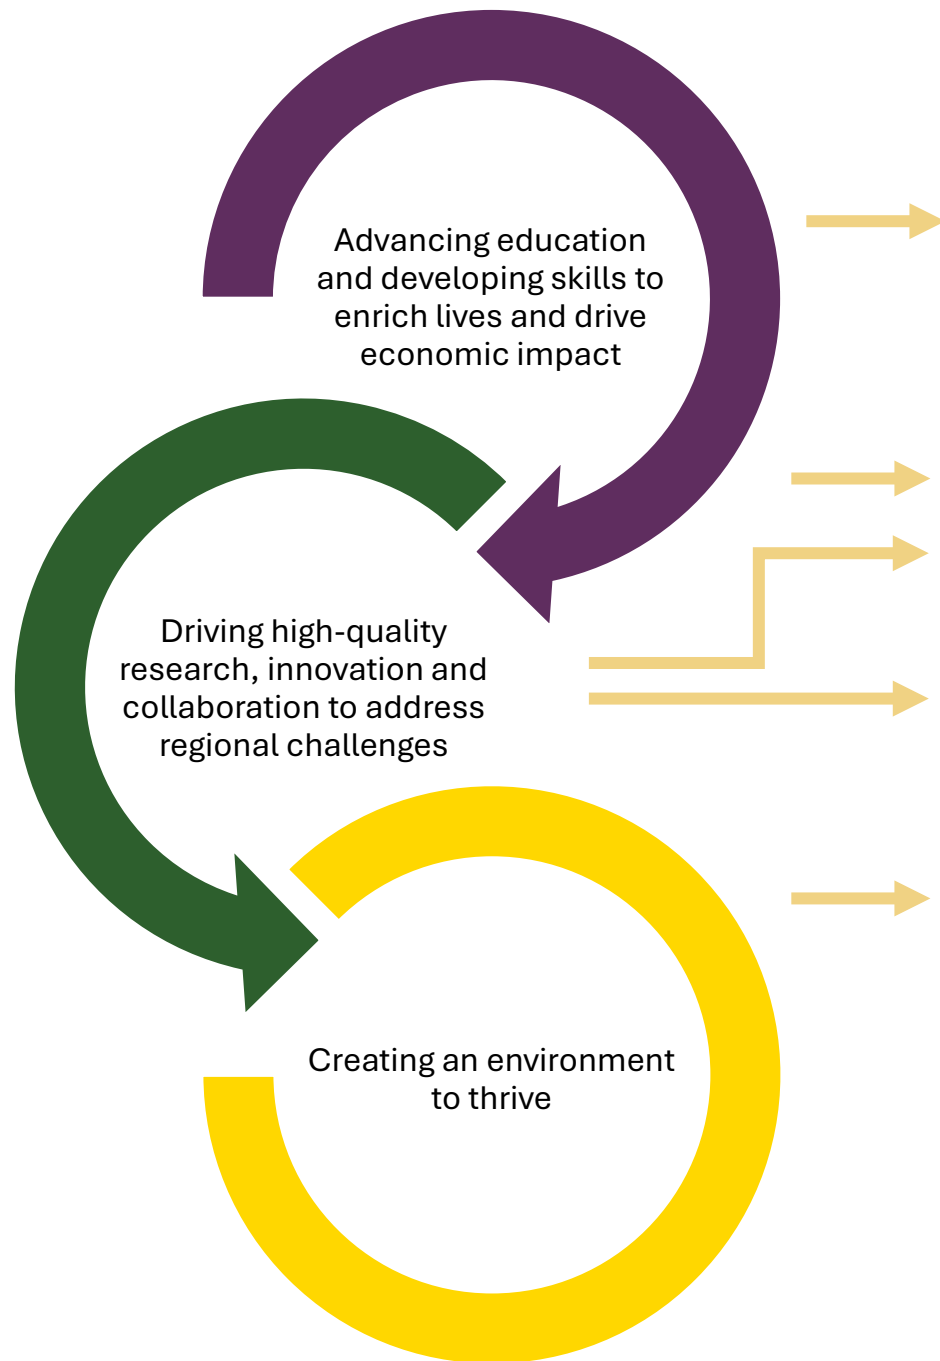 Advancing education
and developing skills to
enrich lives and drive
economic impact
Driving high-quality
research, innovation and
collaboration to address
regional challenges
Creating an environment
to thrive